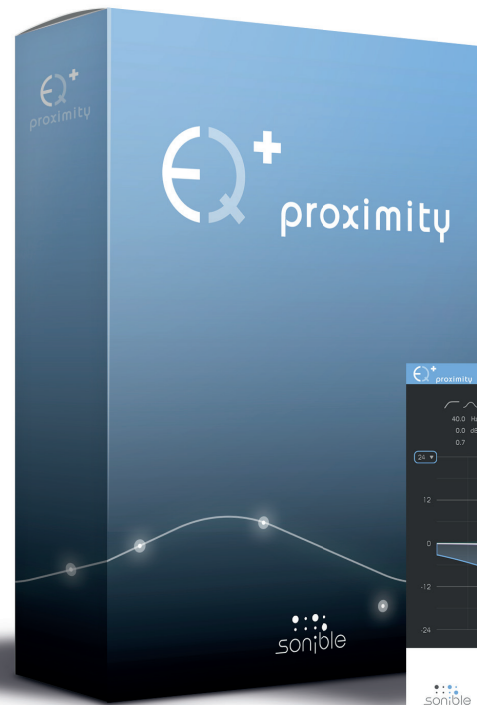 EQ+
proximity
EQ+
proximity
sonible
EQ+ proximity
40.0 Hz
0.0 dB
0.7
24
12
0
-12
-24
sonible